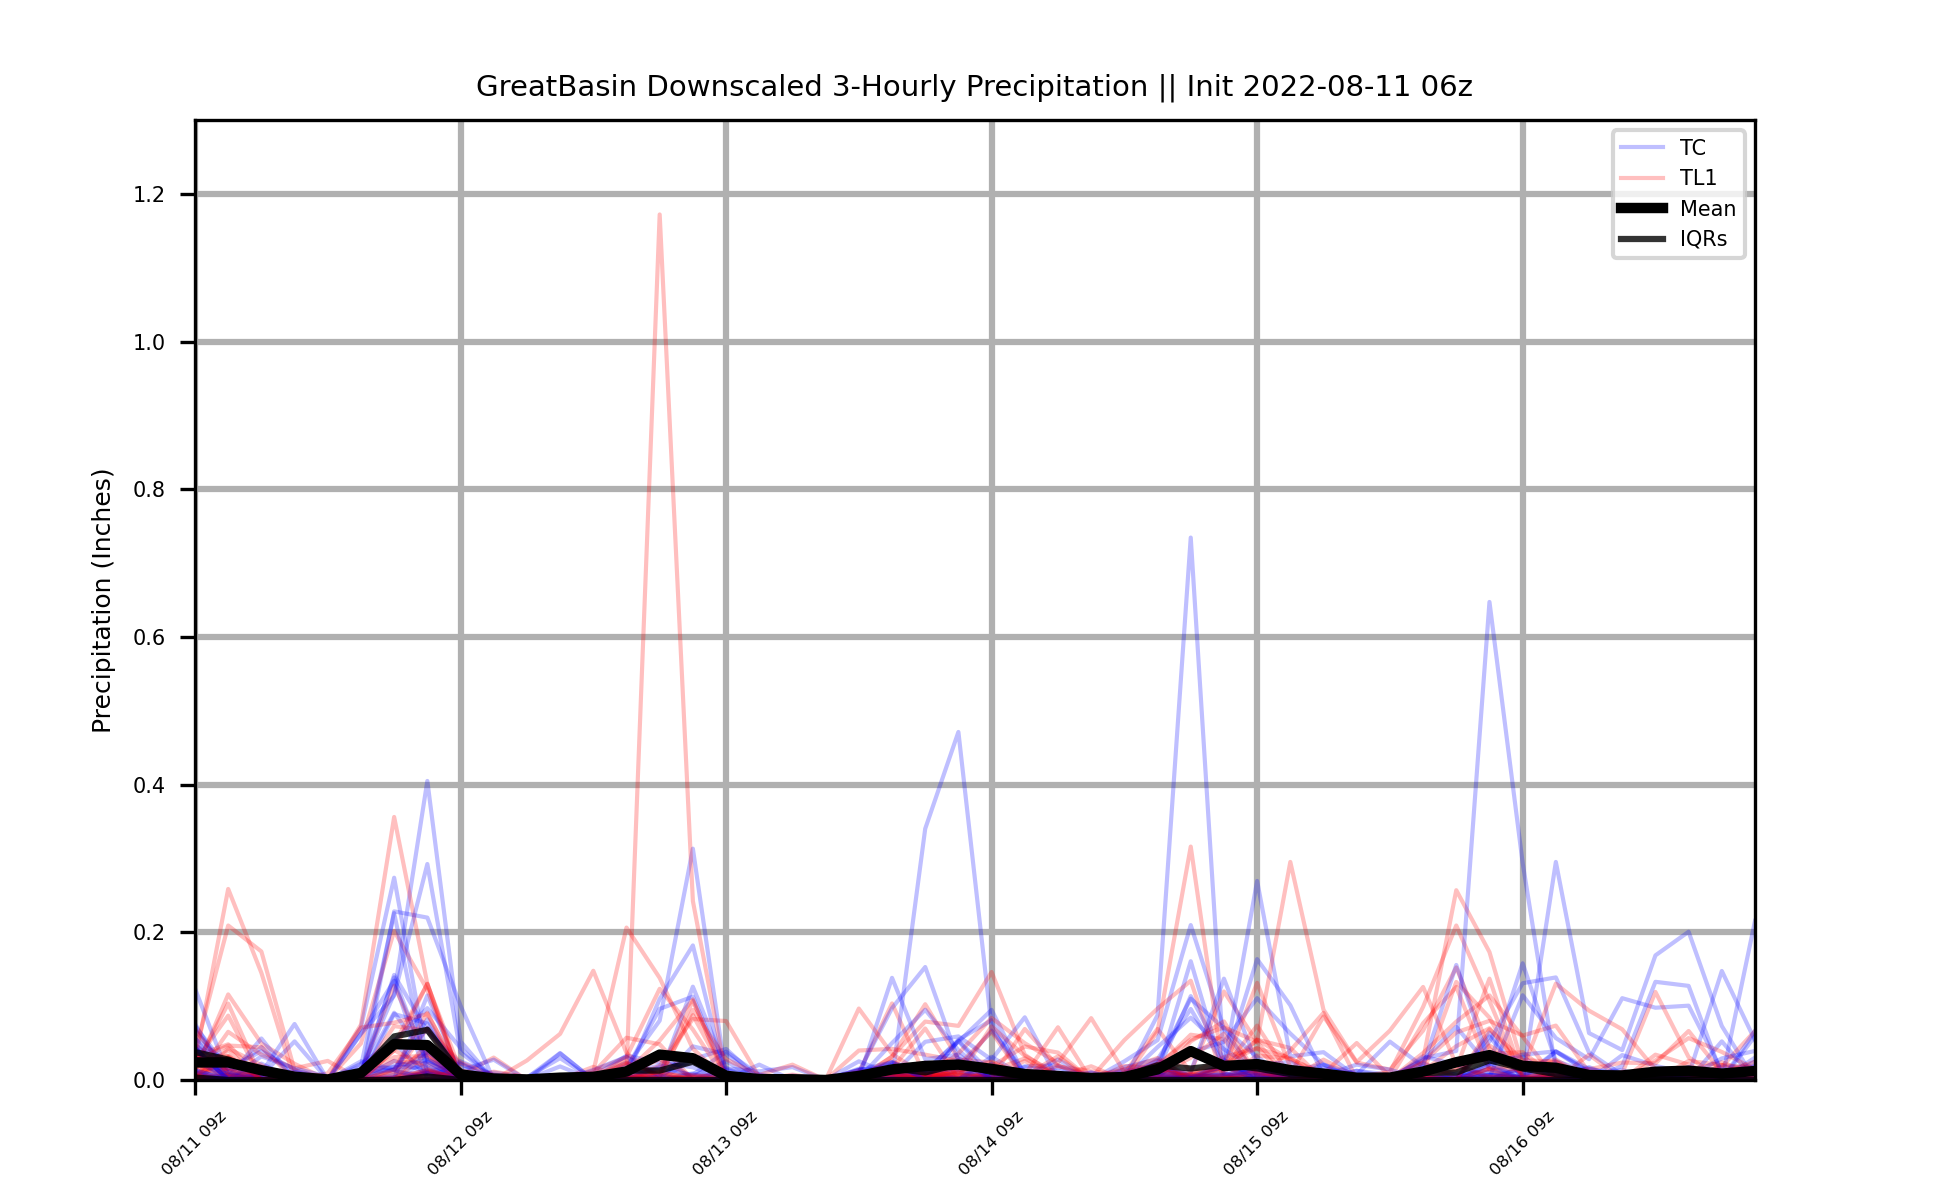 GreatBasin Downscaled 3-Hourly Precipitation || Init 2022-08-11 06z
TC
TL1
Mean
IQRs
Precipitation (Inches)
1.2
1.0
0.8
0.6
0.4
0.2
0.0
08/11 09z
08/12 09z
08/13 09z
08/14 09z
08/15 09z
08/16 09z